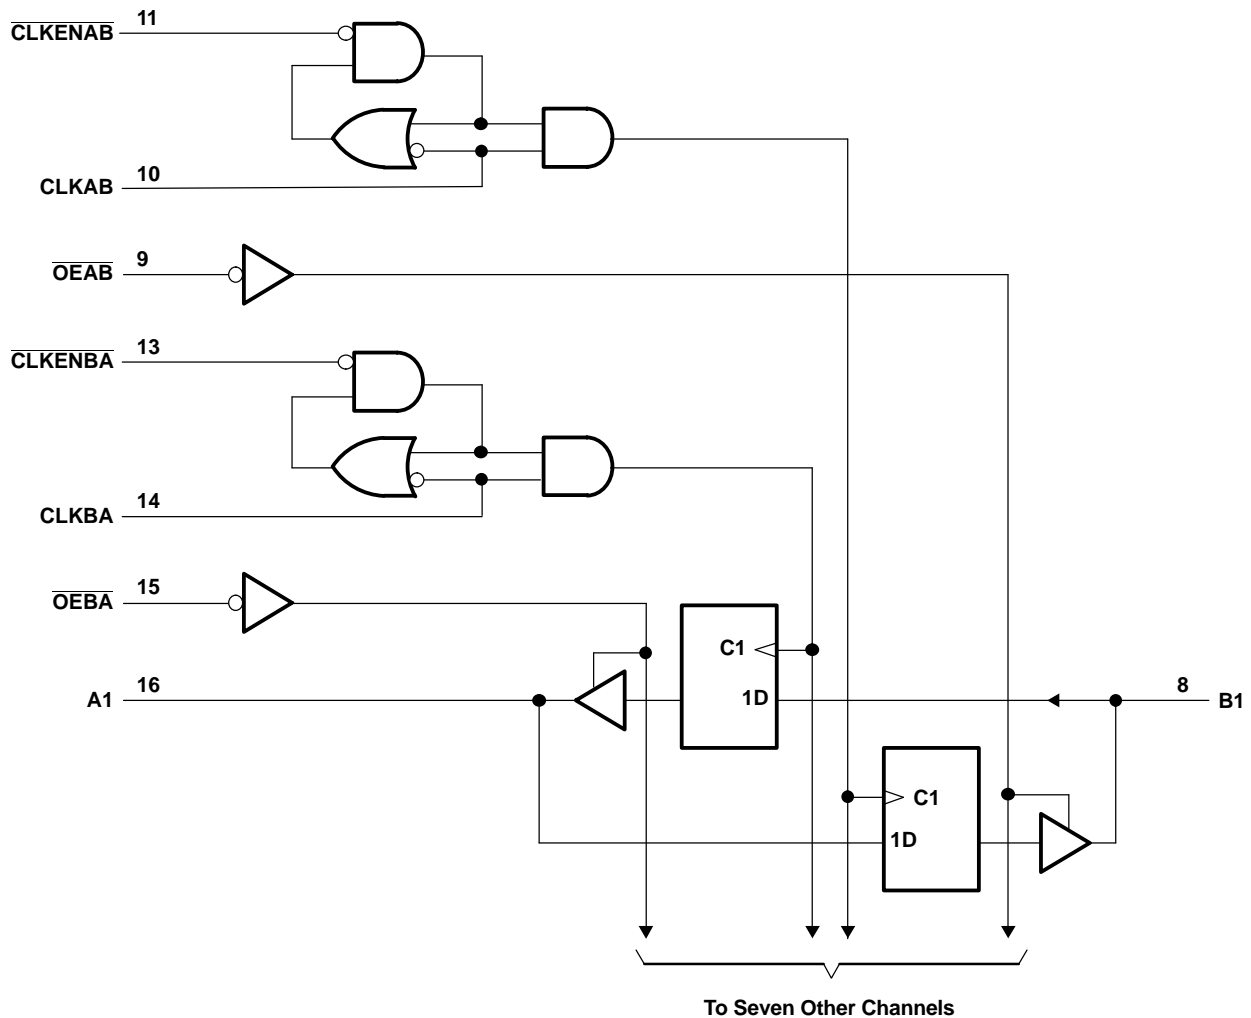 CLKENAB 11
CLKAB 10
OEAB 9
CLKENBA 13
CLKBA 14
OEBA 15
C1
A1 16
1D
8 B1
C1
1D
To Seven Other Channels